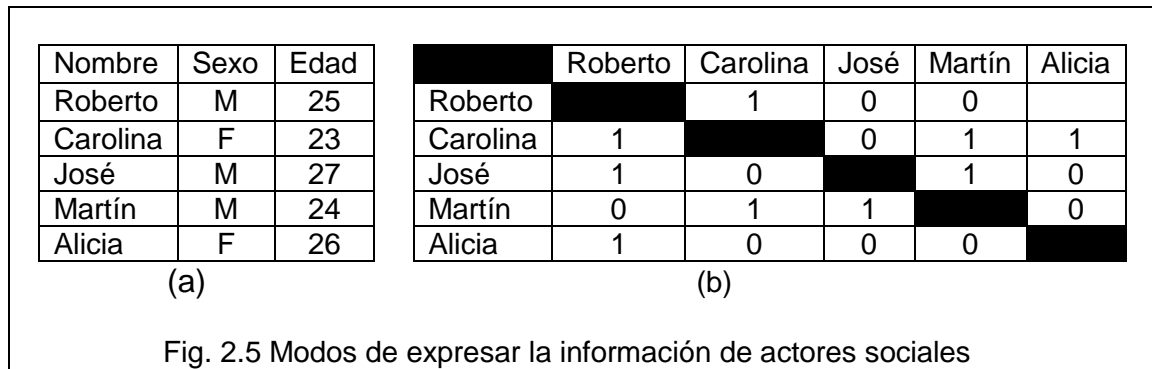 Nombre Sexo Edad
Roberto M 25
Carolina F 23
José M 27
Martín M 24
Alicia F 26
(a)
Roberto Carolina José Martín Alicia
Roberto 1 0 0
Carolina 1 0 1 1
José 1 0 1 0
Martín 0 1 1 0
Alicia 1 0 0 0
(b)
Fig. 2.5 Modos de expresar la información de actores sociales